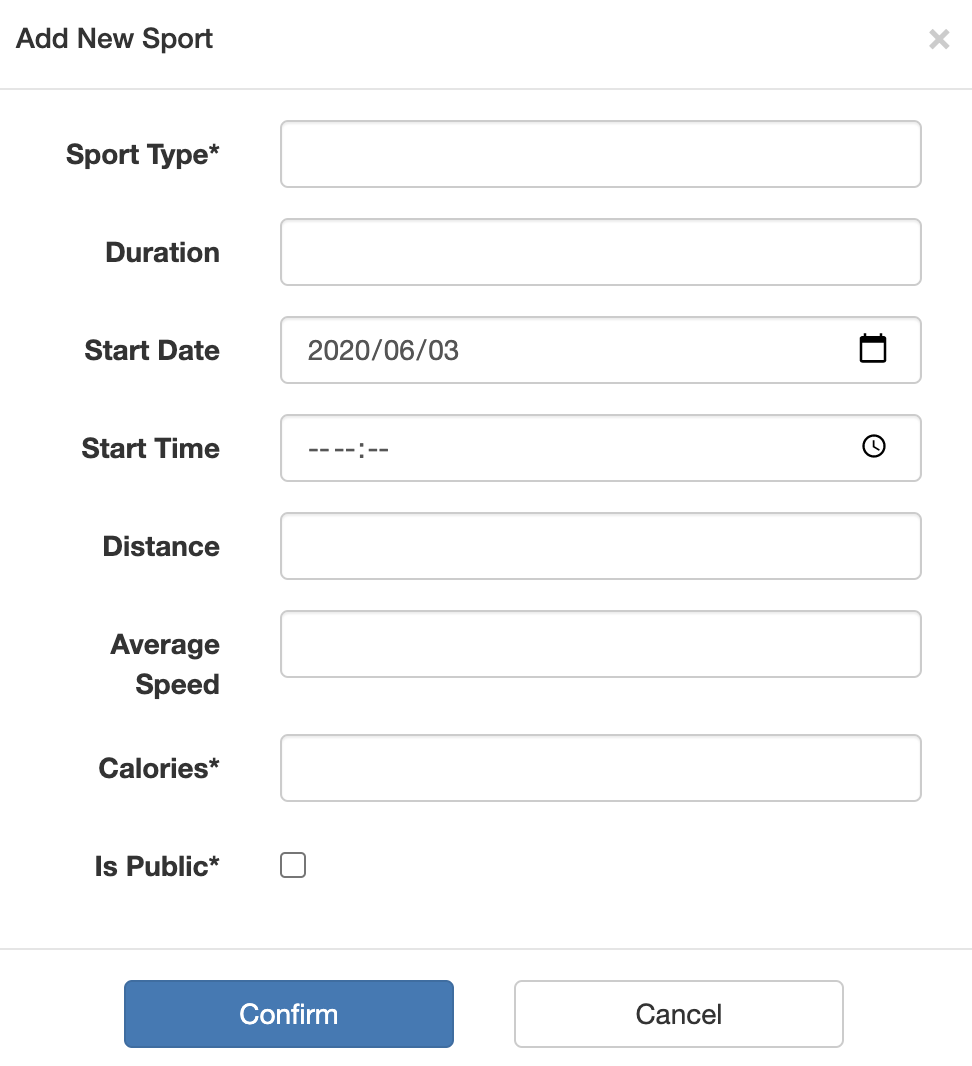 Add New Sport ×
Sport Type*
Duration
Start Date 2020/06/03
Start Time -- --:--
Distance
Average
Speed
Calories*
Is Public*
Confirm Cancel